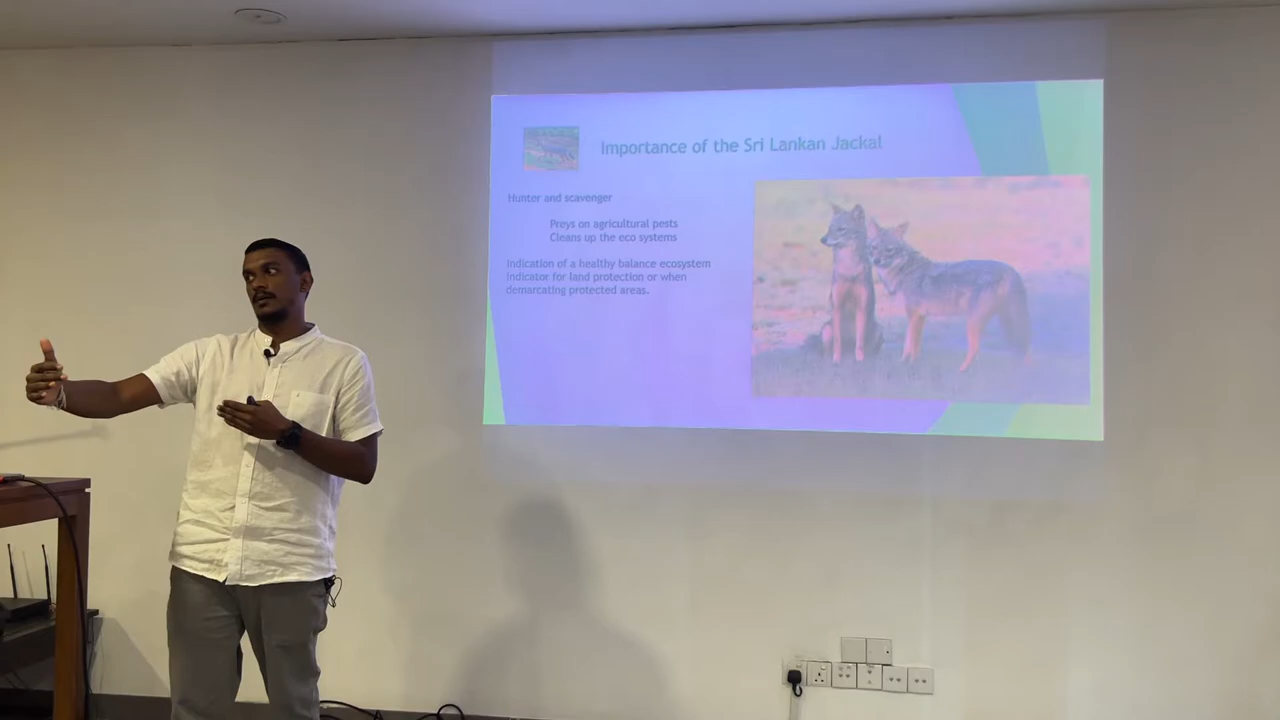 Importance of the Sri Lankan Jackal
Hunter and scavenger
Preys on agricultural pests
Cleans up the eco systems
Indication of a healthy balance ecosystem
indicator for land protection or when
demarcating protected areas.